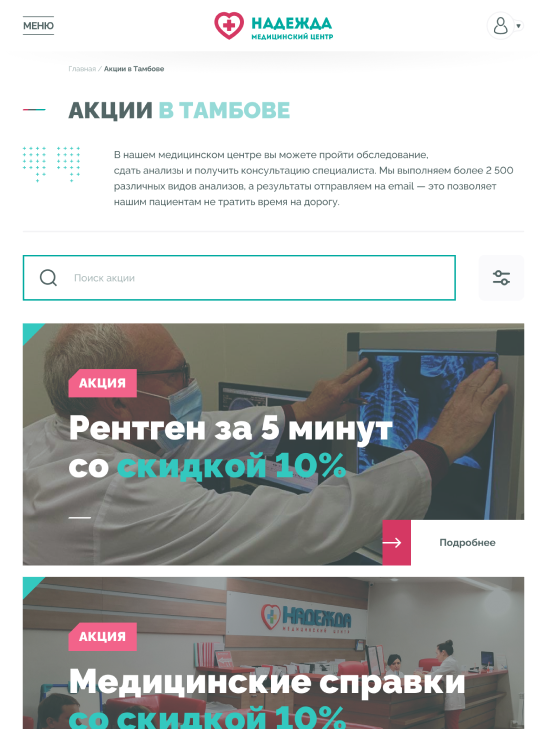 МЕНЮ
НАДЕЖДА
МЕДИЦИНСКИЙ ЦЕНТР
Главная / Акции в Тамбове
АКЦИИ В ТАМБОВЕ
В нашем медицинском центре вы можете пройти обследование,
сдать анализы и получить консультацию специалиста. Мы выполняем более 2 500
различных видов анализов, а результаты отправляем на email — это позволяет
нашим пациентам не тратить время на дорогу.
Поиск акции
АКЦИЯ
Рентген за 5 минут
со скидкой 10%
Подробнее
НАДЕЖДА
МЕДИЦИНСКИЙ ЦЕНТР
АКЦИЯ
Медицинские справки
со скидкой 10%